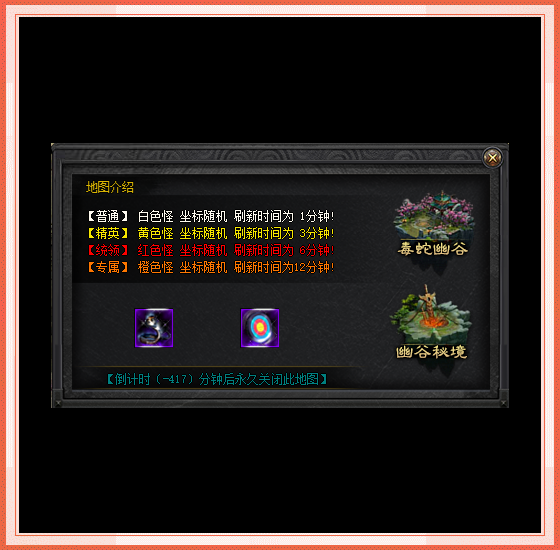 地图介绍
【普通】 白色怪 坐标随机 刷新时间为 1分钟!
【精英】 黄色怪 坐标随机 刷新时间为 3分钟!
【统领】 红色怪 坐标随机 刷新时间为 6分钟!
【专属】 橙色怪 坐标随机 刷新时间为12分钟!
毒蛇幽谷
幽谷秘境
【倒计时（-417）分钟后永久关闭此地图】